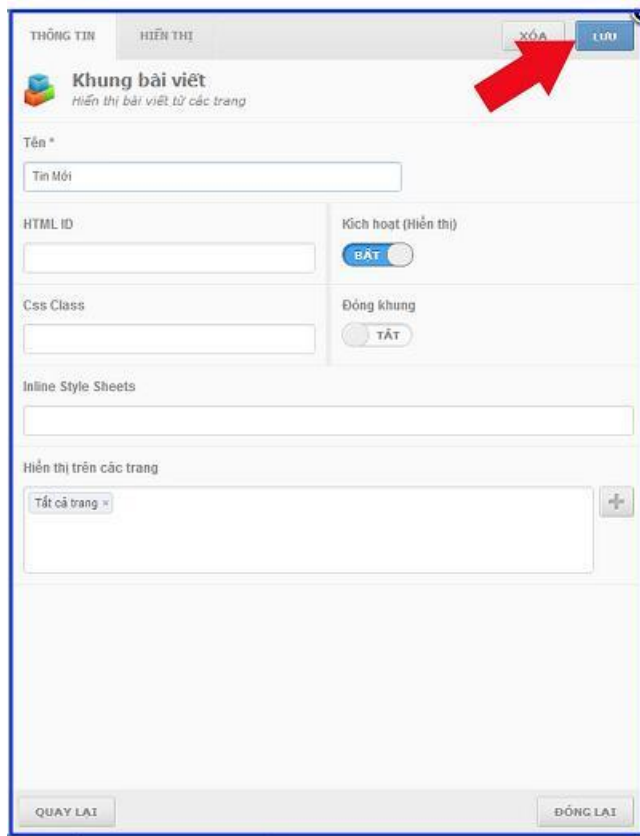 THÔNG TIN HIỂN THỊ XÓA LƯU
Khung bài viết
Hiển thị bài viết từ các trang
Tên *
Tin Mới
HTML ID
Kích hoạt (Hiển thị)
BẬT
Css Class
Đóng khung
TẮT
Inline Style Sheets
Hiển thị trên các trang
Tất cả trang ×
QUAY LẠI ĐÓNG LẠI